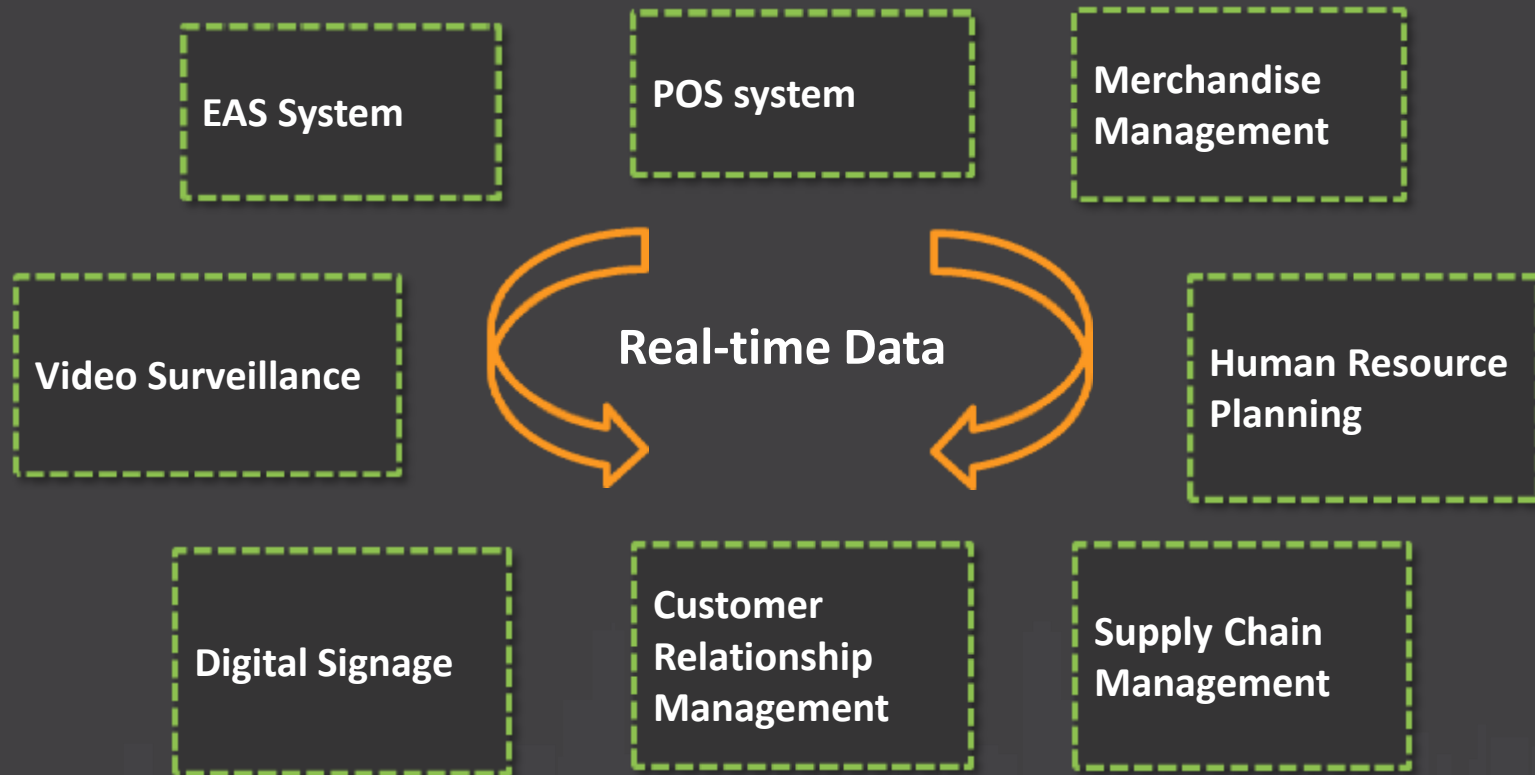 EAS System
POS system
Merchandise
Management
Video Surveillance
Real-time Data
Human Resource
Planning
Digital Signage
Customer
Relationship
Management
Supply Chain
Management